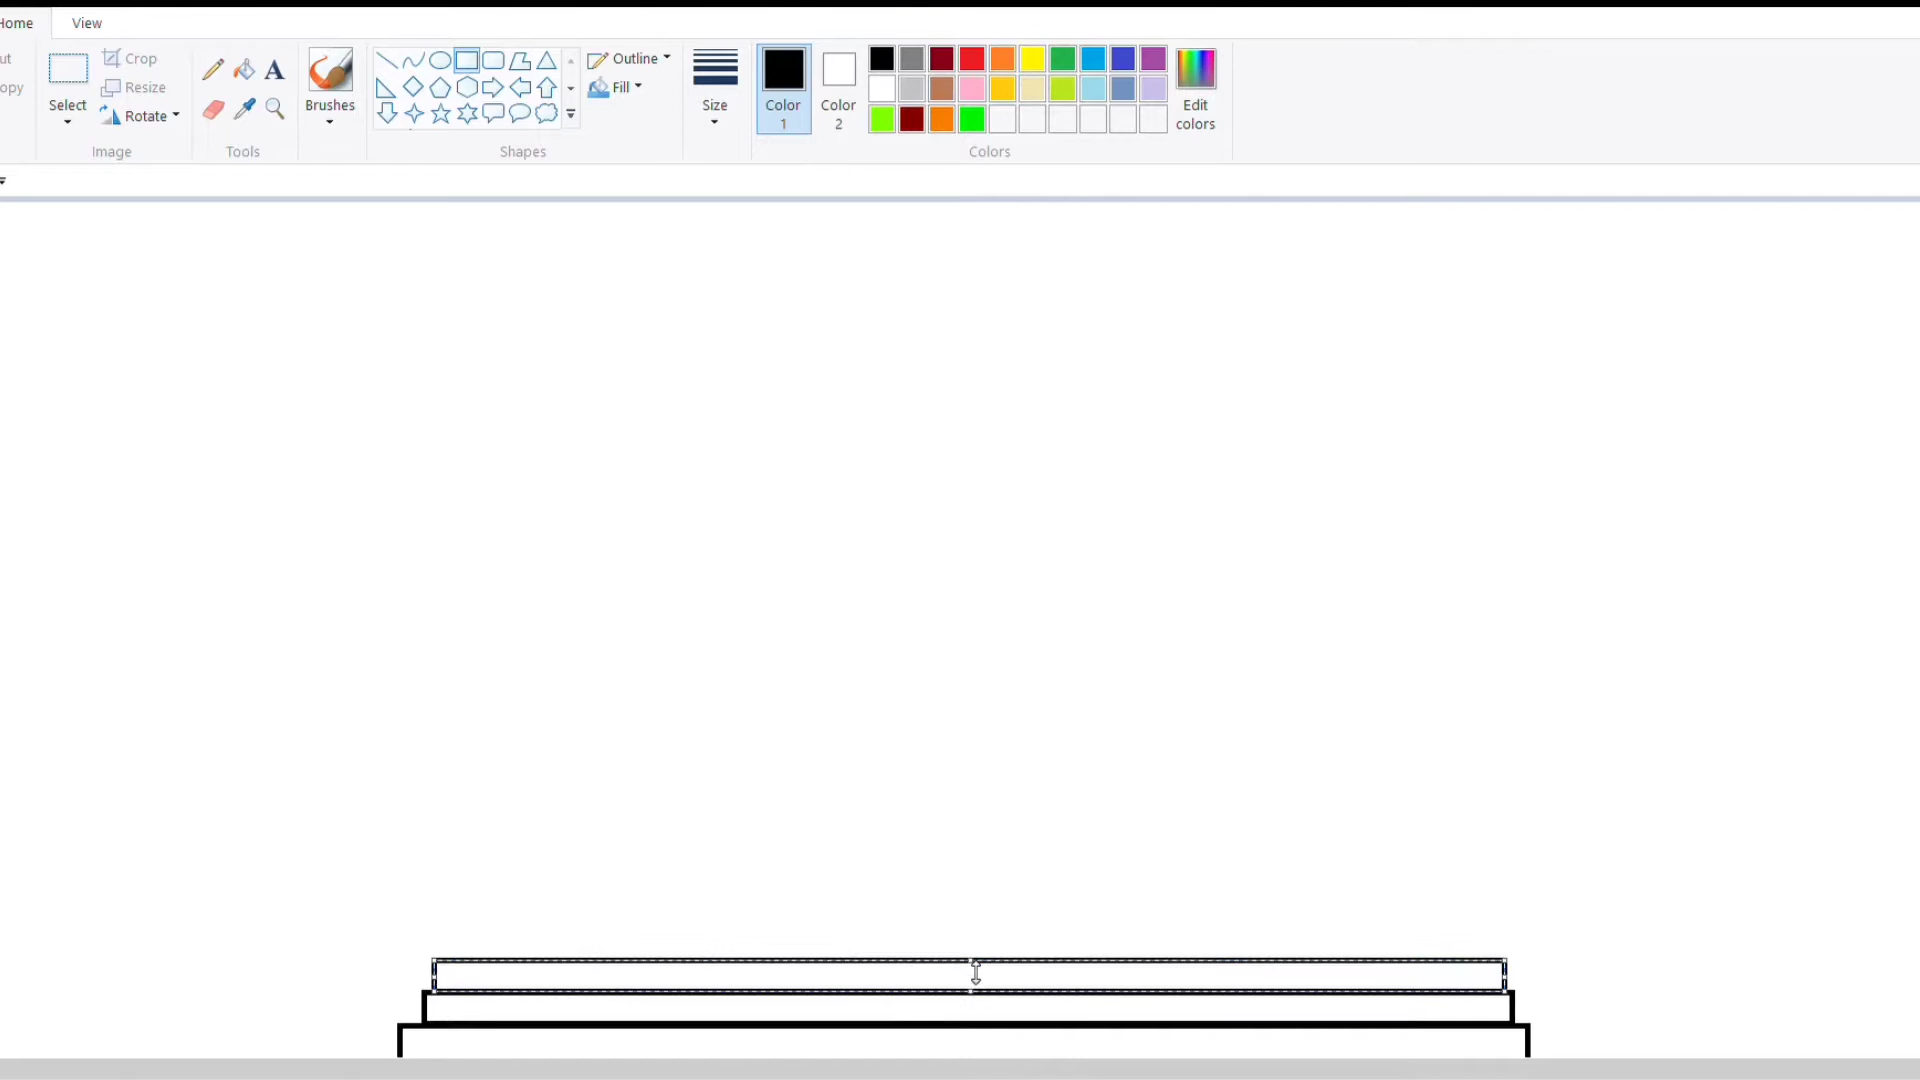 Home View
ut
opy
Select
Crop
Resize
Rotate
Image
Tools
Brushes
Shapes
Outline
Fill
Size
Color
1
Color
2
Edit
colors
Colors